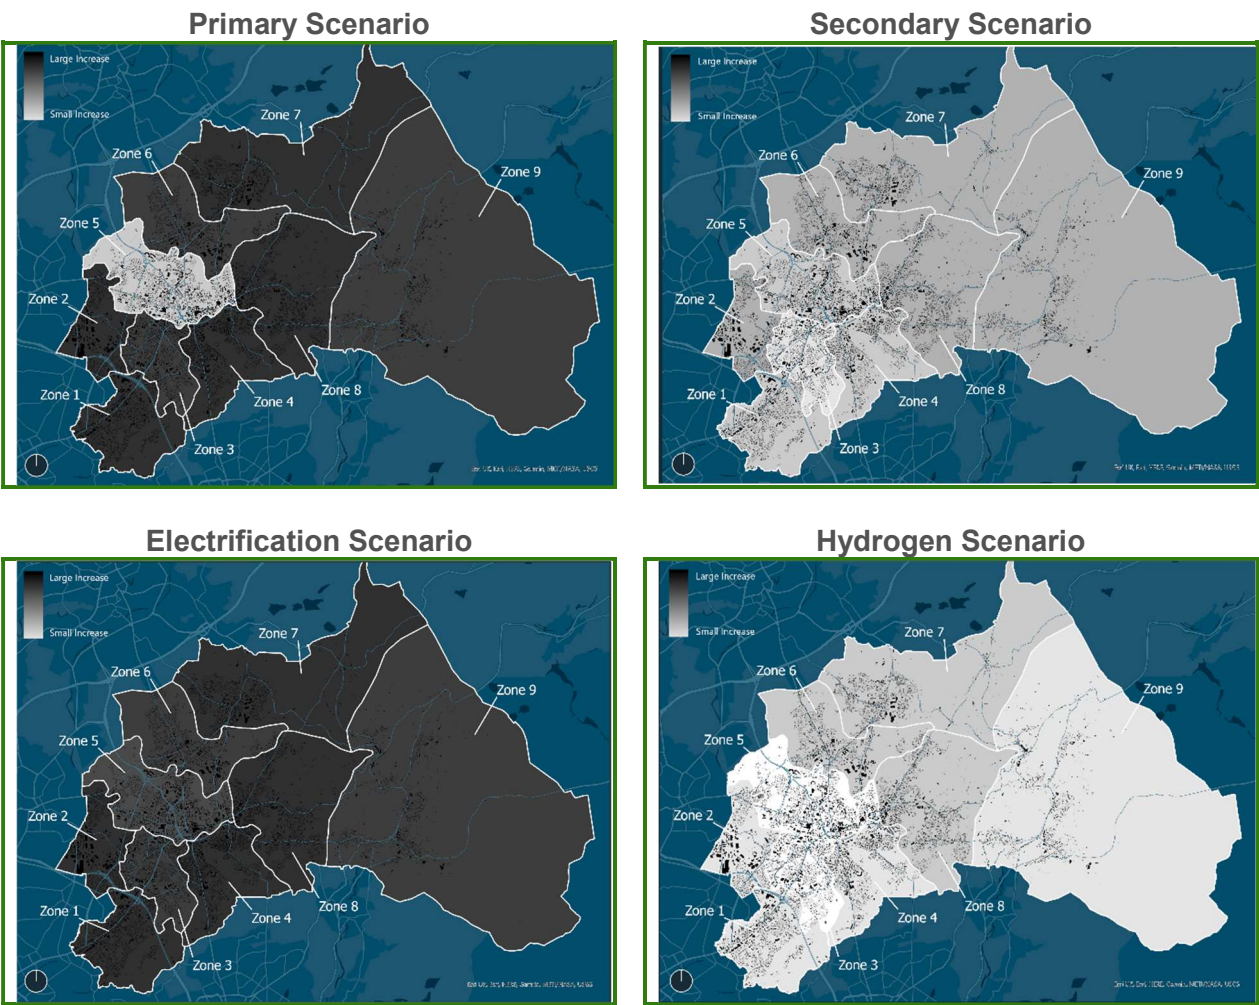 Primary Scenario
Large Increase
Small Increase
Zone 7
Zone 6
Zone 9
Zone 5
Zone 2
Zone 1
Zone 8
Zone 4
Zone 3
Secondary Scenario
Large Increase
Small Increase
Zone 7
Zone 6
Zone 9
Zone 5
Zone 2
Zone 1
Zone 8
Zone 4
Zone 3
Electrification Scenario
Large Increase
Small Increase
Zone 7
Zone 6
Zone 9
Zone 5
Zone 2
Zone 1
Zone 8
Zone 4
Zone 3
Hydrogen Scenario
Large Increase
Small Increase
Zone 7
Zone 6
Zone 9
Zone 5
Zone 2
Zone 1
Zone 8
Zone 4
Zone 3